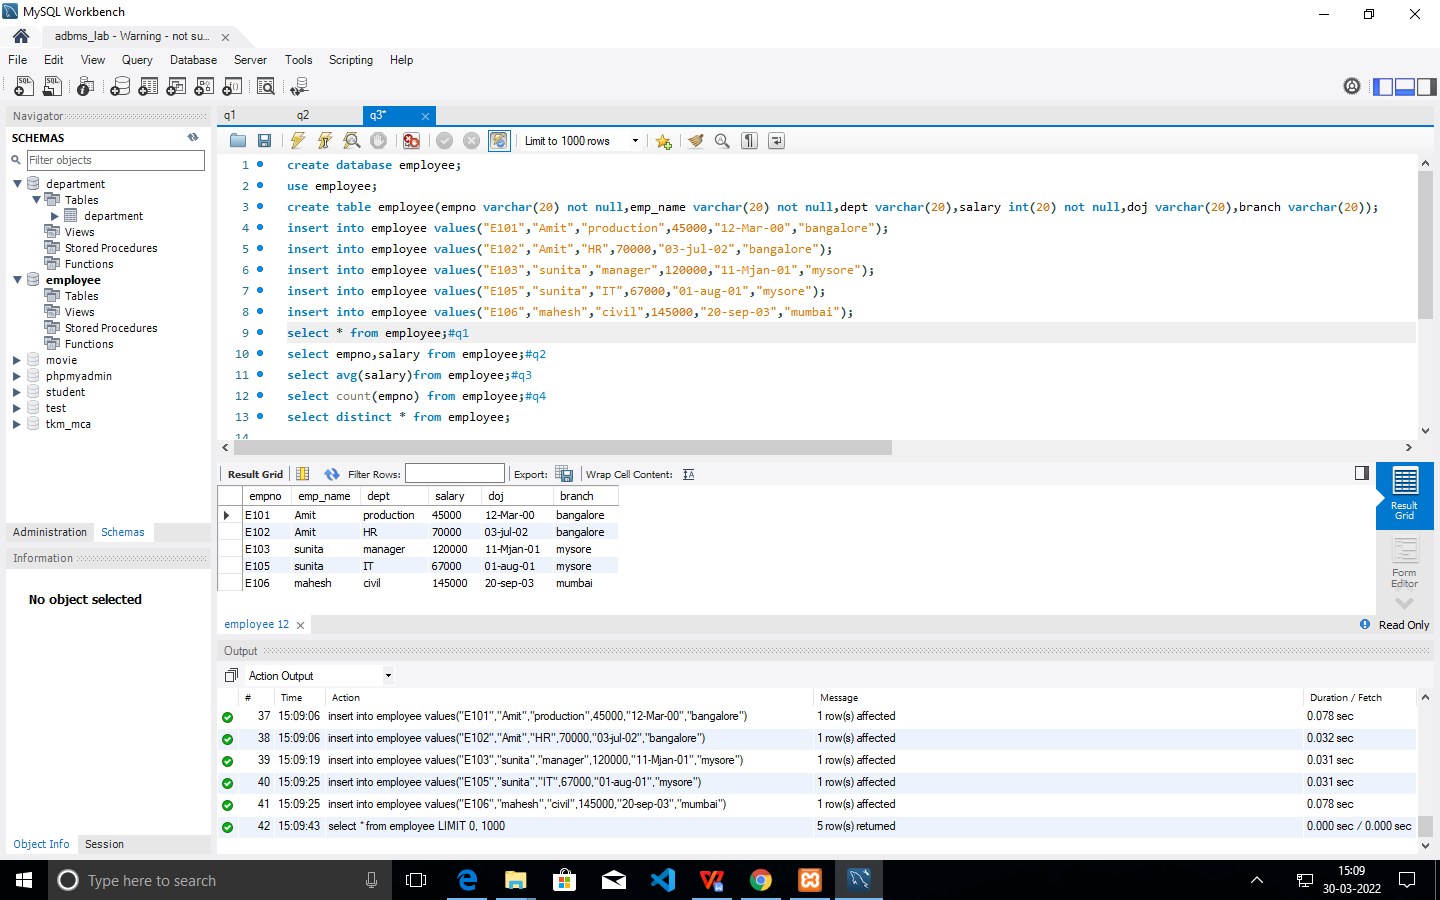 MySQL Workbench
adbms_lab - Warning - not su...
File Edit View Query Database Server Tools Scripting Help
Navigator
SCHEMAS
Filter objects
department
Tables
department
Views
Stored Procedures
Functions
employee
Tables
Views
Stored Procedures
Functions
movie
phpmyadmin
student
test
tkm_mca
Administration Schemas
Information
No object selected
Object Info Session
q1 q2 q3*
Limit to 1000 rows
1 create database employee;
2 use employee;
3 create table employee(empno varchar(20) not null,emp_name varchar(20) not null,dept varchar(20),salary int(20) not null,doj varchar(20),branch varchar(20));
4 insert into employee values("E101","Amit","production",45000,"12-Mar-00","bangalore");
5 insert into employee values("E102","Amit","HR",70000,"03-jul-02","bangalore");
6 insert into employee values("E103","sunita","manager",120000,"11-Mjan-01","mysore");
7 insert into employee values("E105","sunita","IT",67000,"01-aug-01","mysore");
8 insert into employee values("E106","mahesh","civil",145000,"20-sep-03","mumbai");
9 select * from employee;#q1
10 select empno,salary from employee;#q2
11 select avg(salary)from employee;#q3
12 select count(empno) from employee;#q4
13 select distinct * from employee;
14
Result Grid Filter Rows: Export: Wrap Cell Content:
empno emp_name dept salary doj branch
E101 Amit production 45000 12-Mar-00 bangalore
E102 Amit HR 70000 03-jul-02 bangalore
E103 sunita manager 120000 11-Mjan-01 mysore
E105 sunita IT 67000 01-aug-01 mysore
E106 mahesh civil 145000 20-sep-03 mumbai
Result
Grid
Form
Editor
employee 12
Read Only
Output
Action Output
# Time Action Message Duration / Fetch
37 15:09:06 insert into employee values("E101","Amit","production",45000,"12-Mar-00","bangalore") 1 row(s) affected 0.078 sec
38 15:09:06 insert into employee values("E102","Amit","HR",70000,"03-jul-02","bangalore") 1 row(s) affected 0.032 sec
39 15:09:19 insert into employee values("E103","sunita","manager",120000,"11-Mjan-01","mysore") 1 row(s) affected 0.031 sec
40 15:09:25 insert into employee values("E105","sunita","IT",67000,"01-aug-01","mysore") 1 row(s) affected 0.031 sec
41 15:09:25 insert into employee values("E106","mahesh","civil",145000,"20-sep-03","mumbai") 1 row(s) affected 0.078 sec
42 15:09:43 select * from employee LIMIT 0, 1000 5 row(s) returned 0.000 sec / 0.000 sec
Type here to search
15:09
30-03-2022